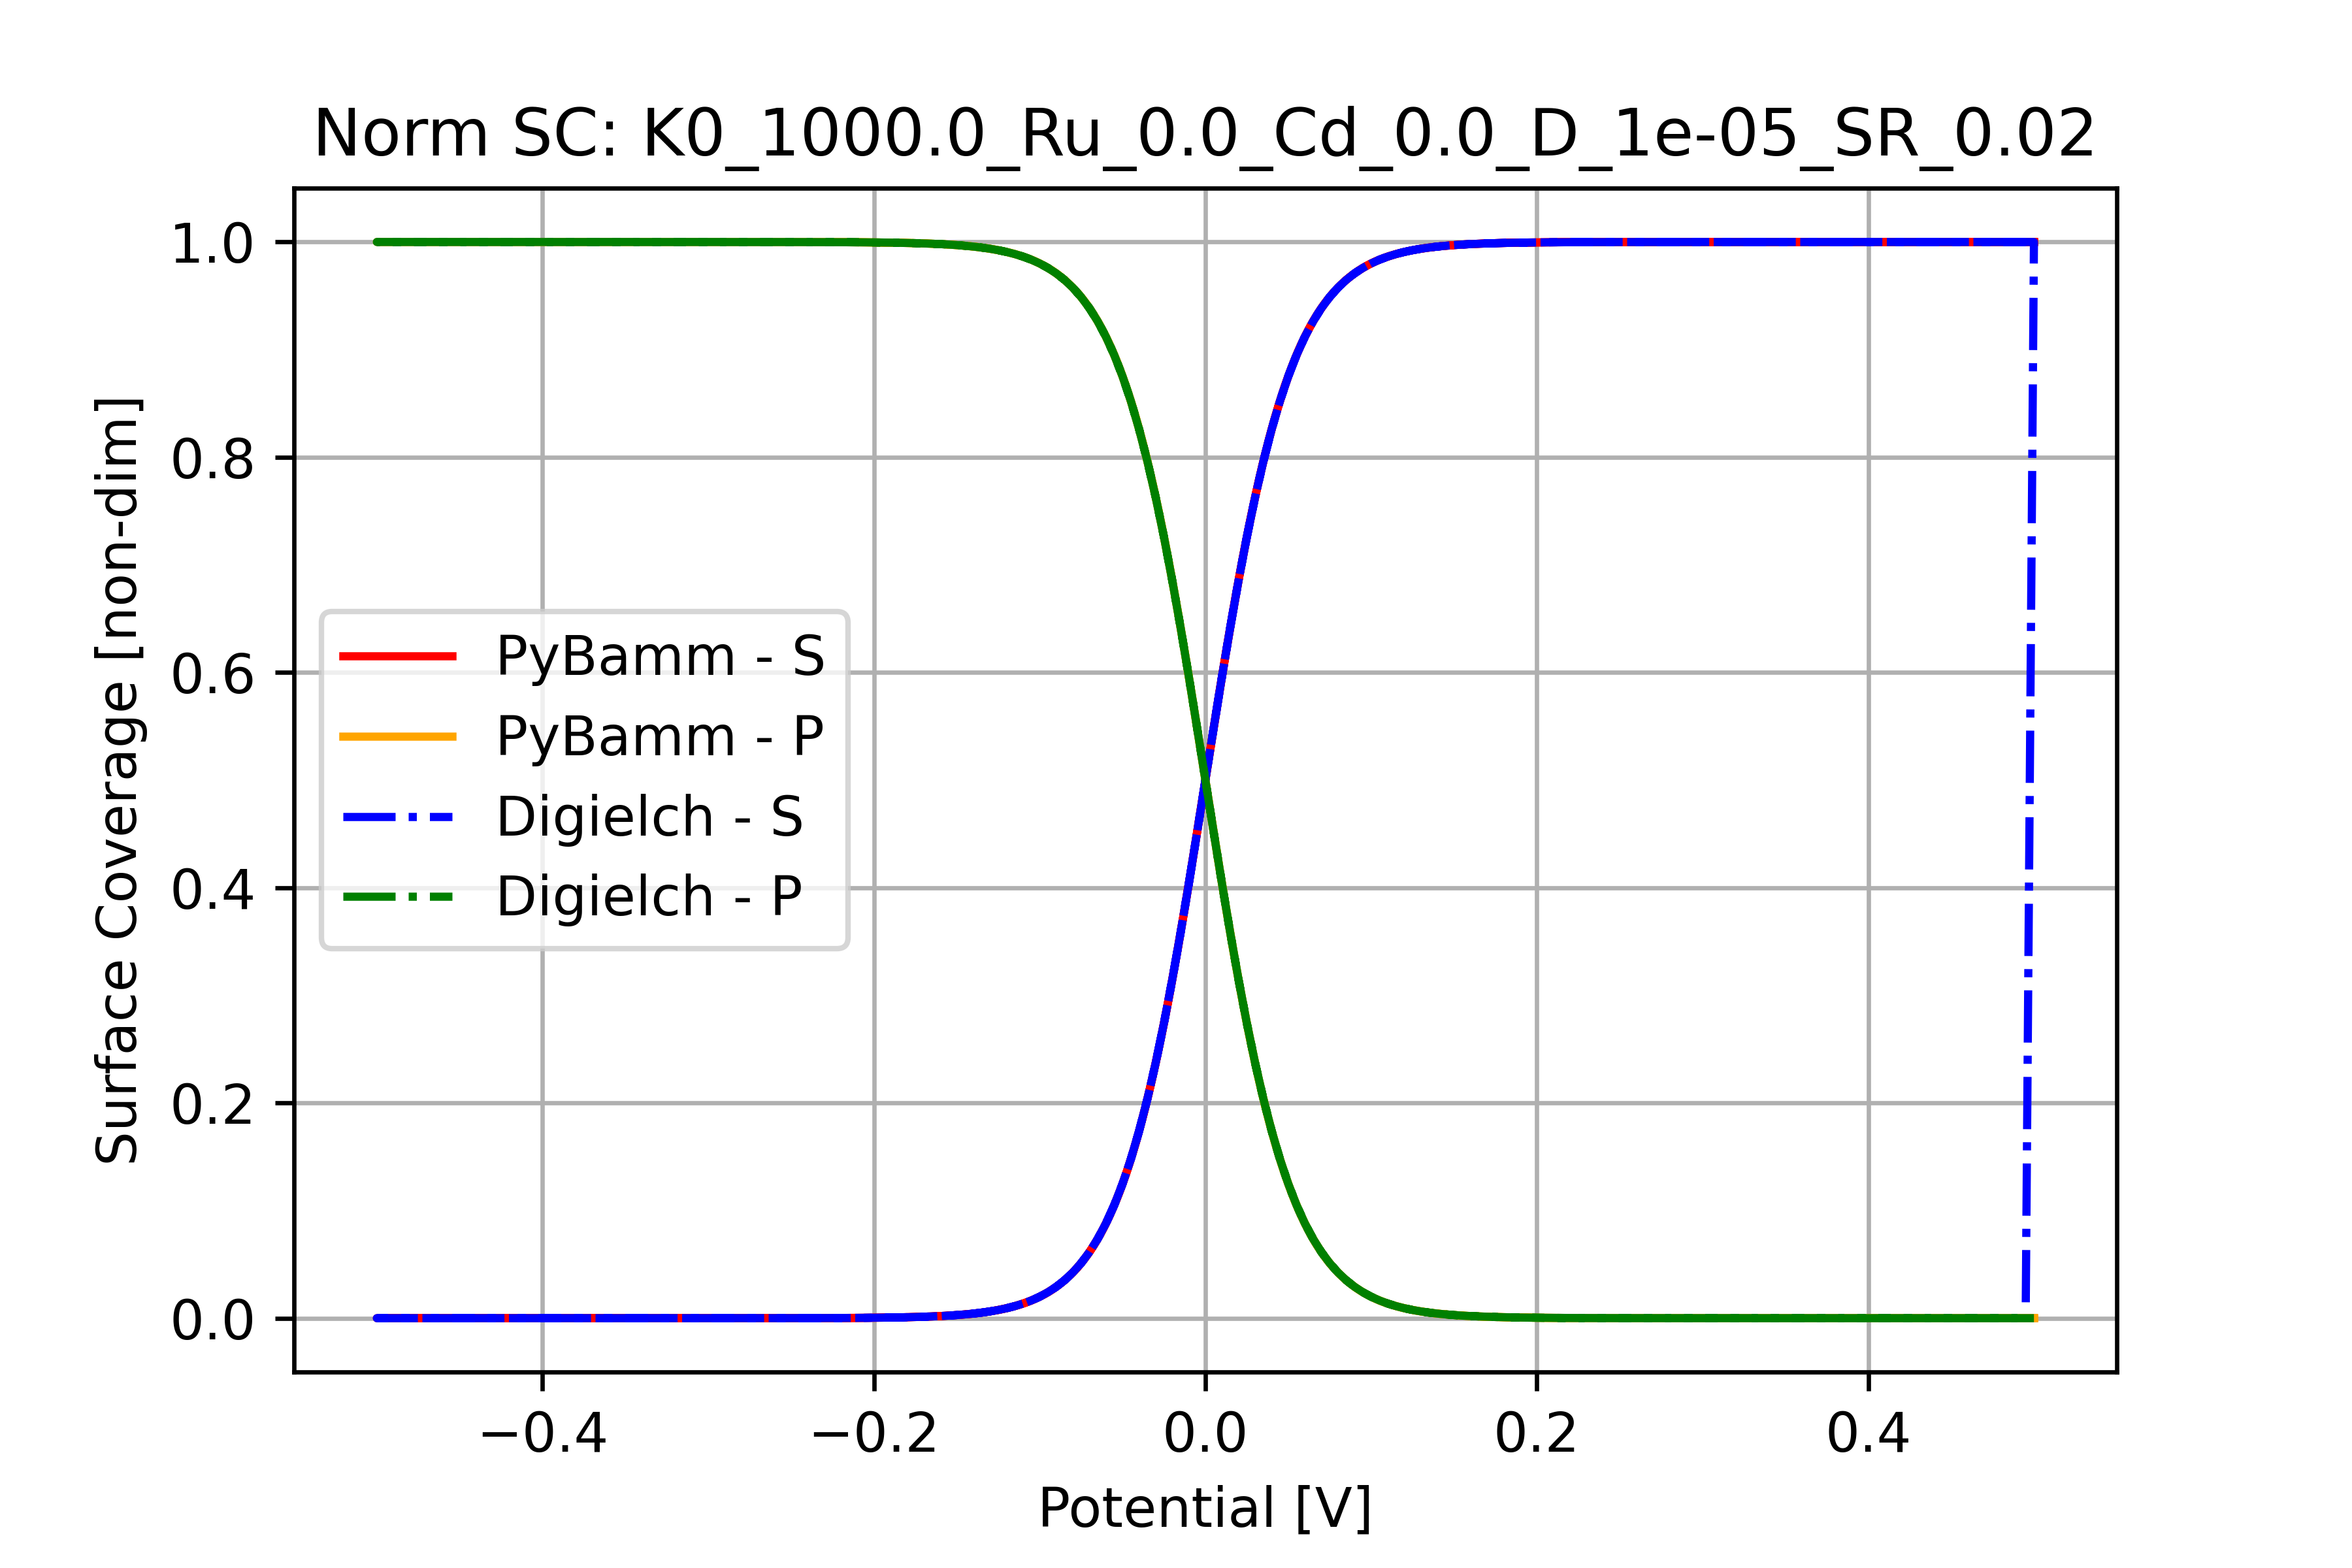 Norm SC: K0_1000.0_Ru_0.0_Cd_0.0_D_1e-05_SR_0.02
Surface Coverage [non-dim]
1.0
0.8
0.6
0.4
0.2
0.0
PyBamm - S
PyBamm - P
Digielch - S
Digielch - P
−0.4
−0.2
0.0
0.2
0.4
Potential [V]